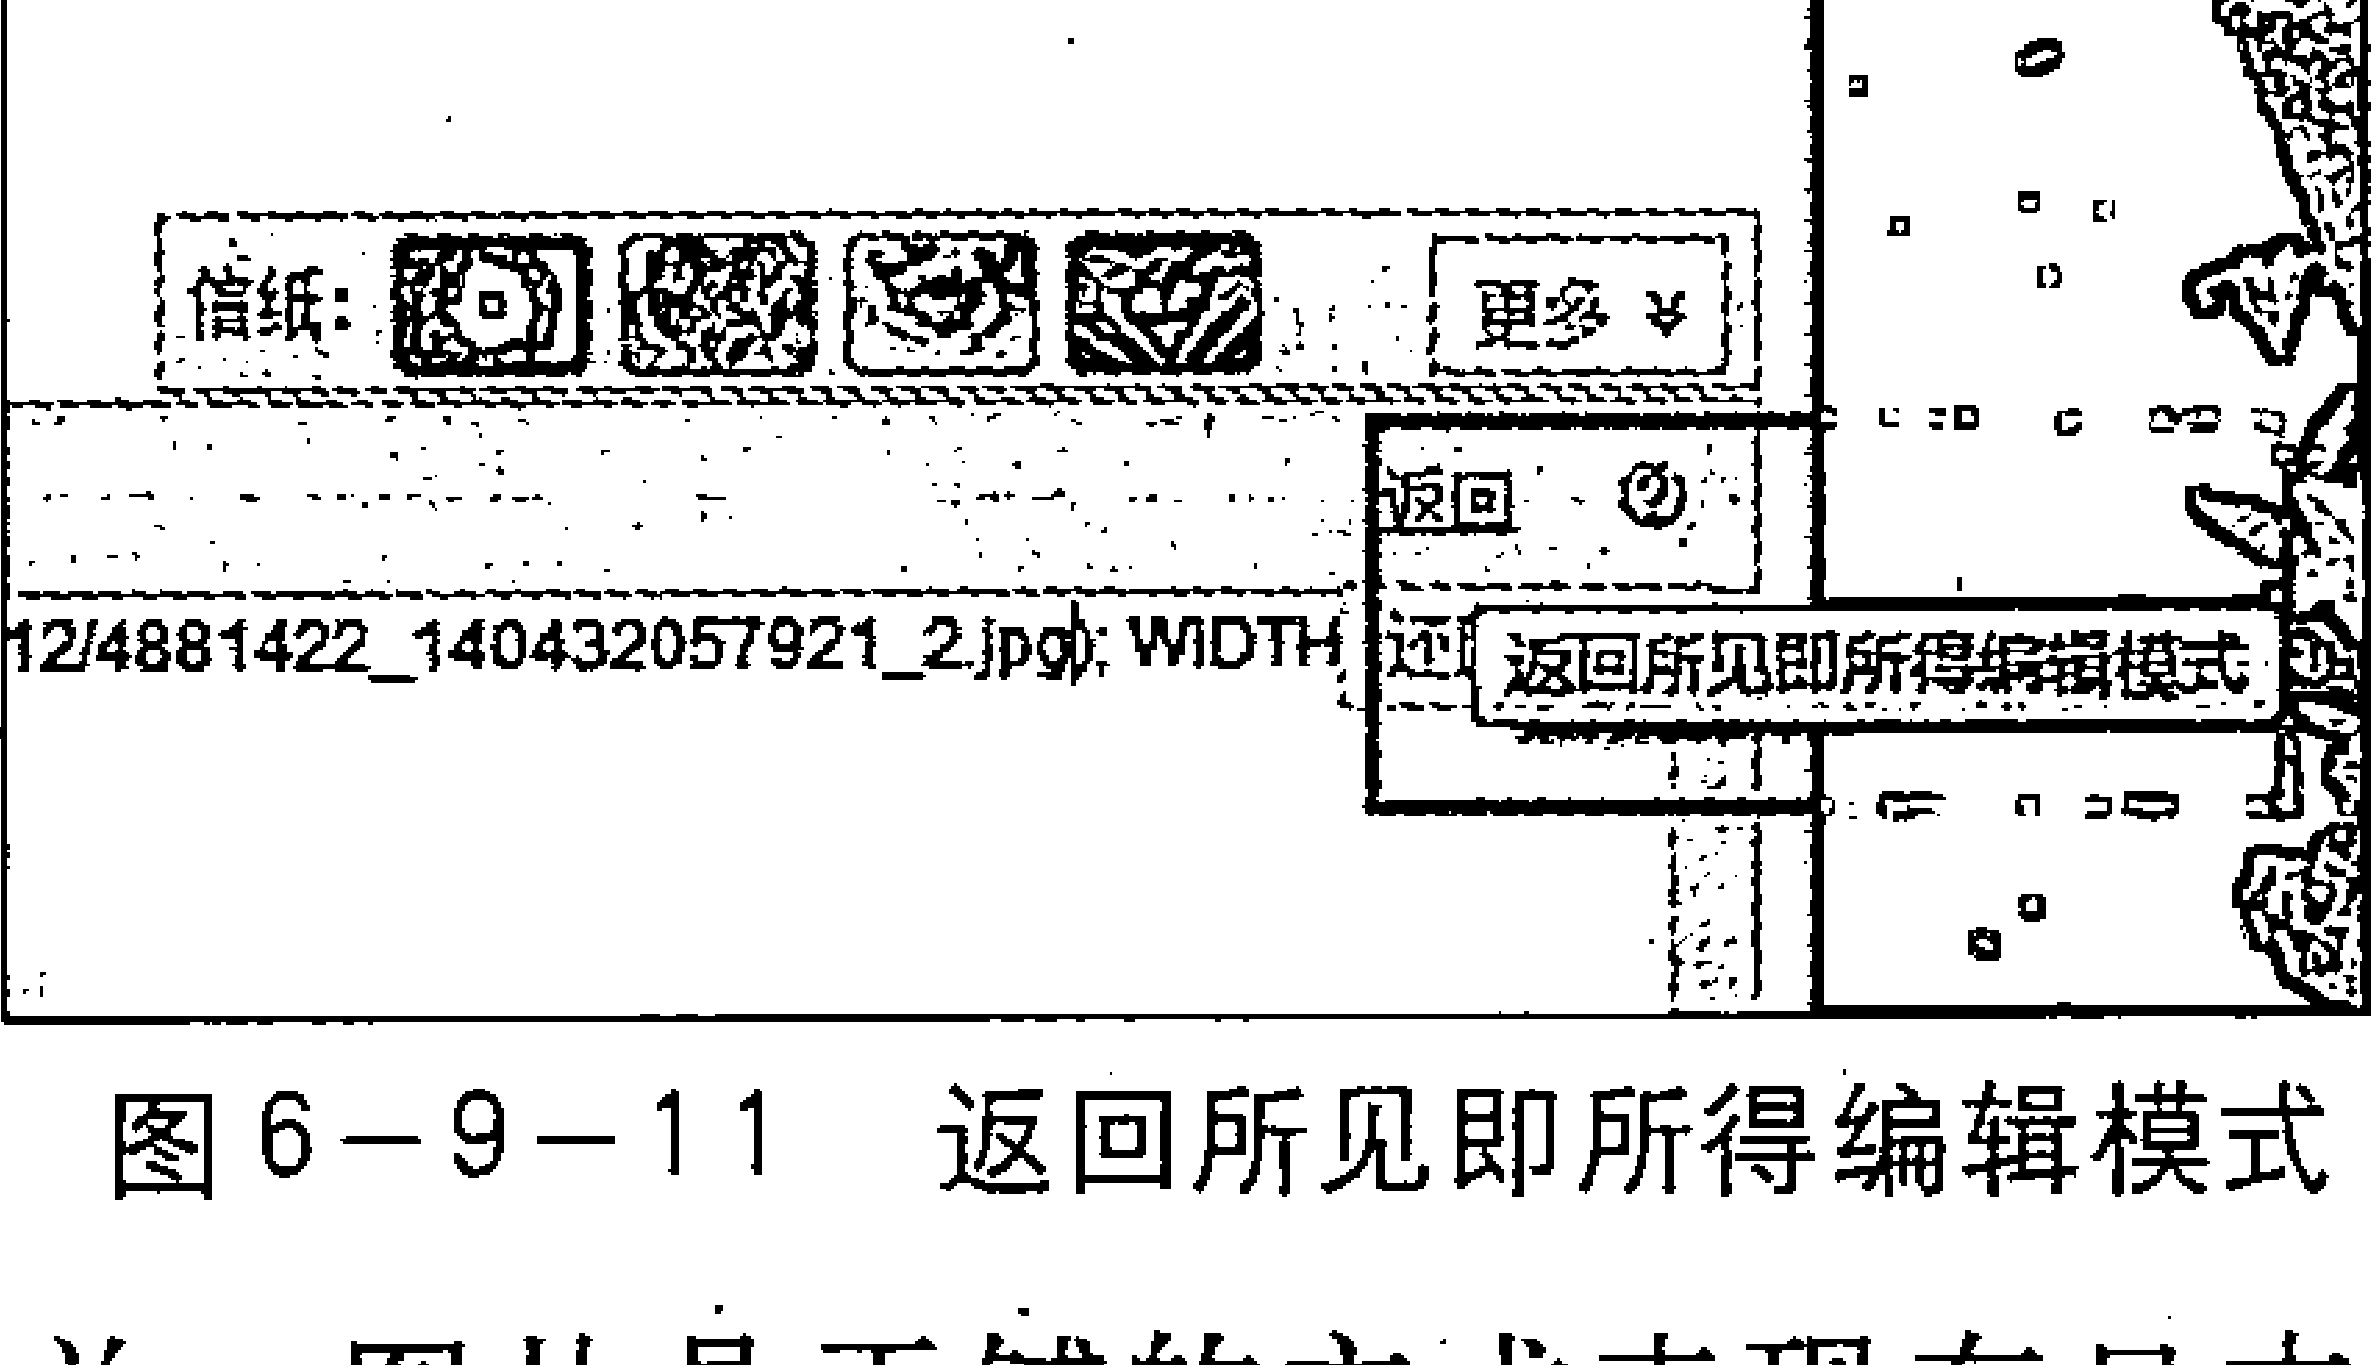 信纸:
更多
返回
12/4881422_140432057921_2.jpg); WIDTH
还
返回所见即所得编辑模式
图6-9-11 返回所见即所得编辑模式